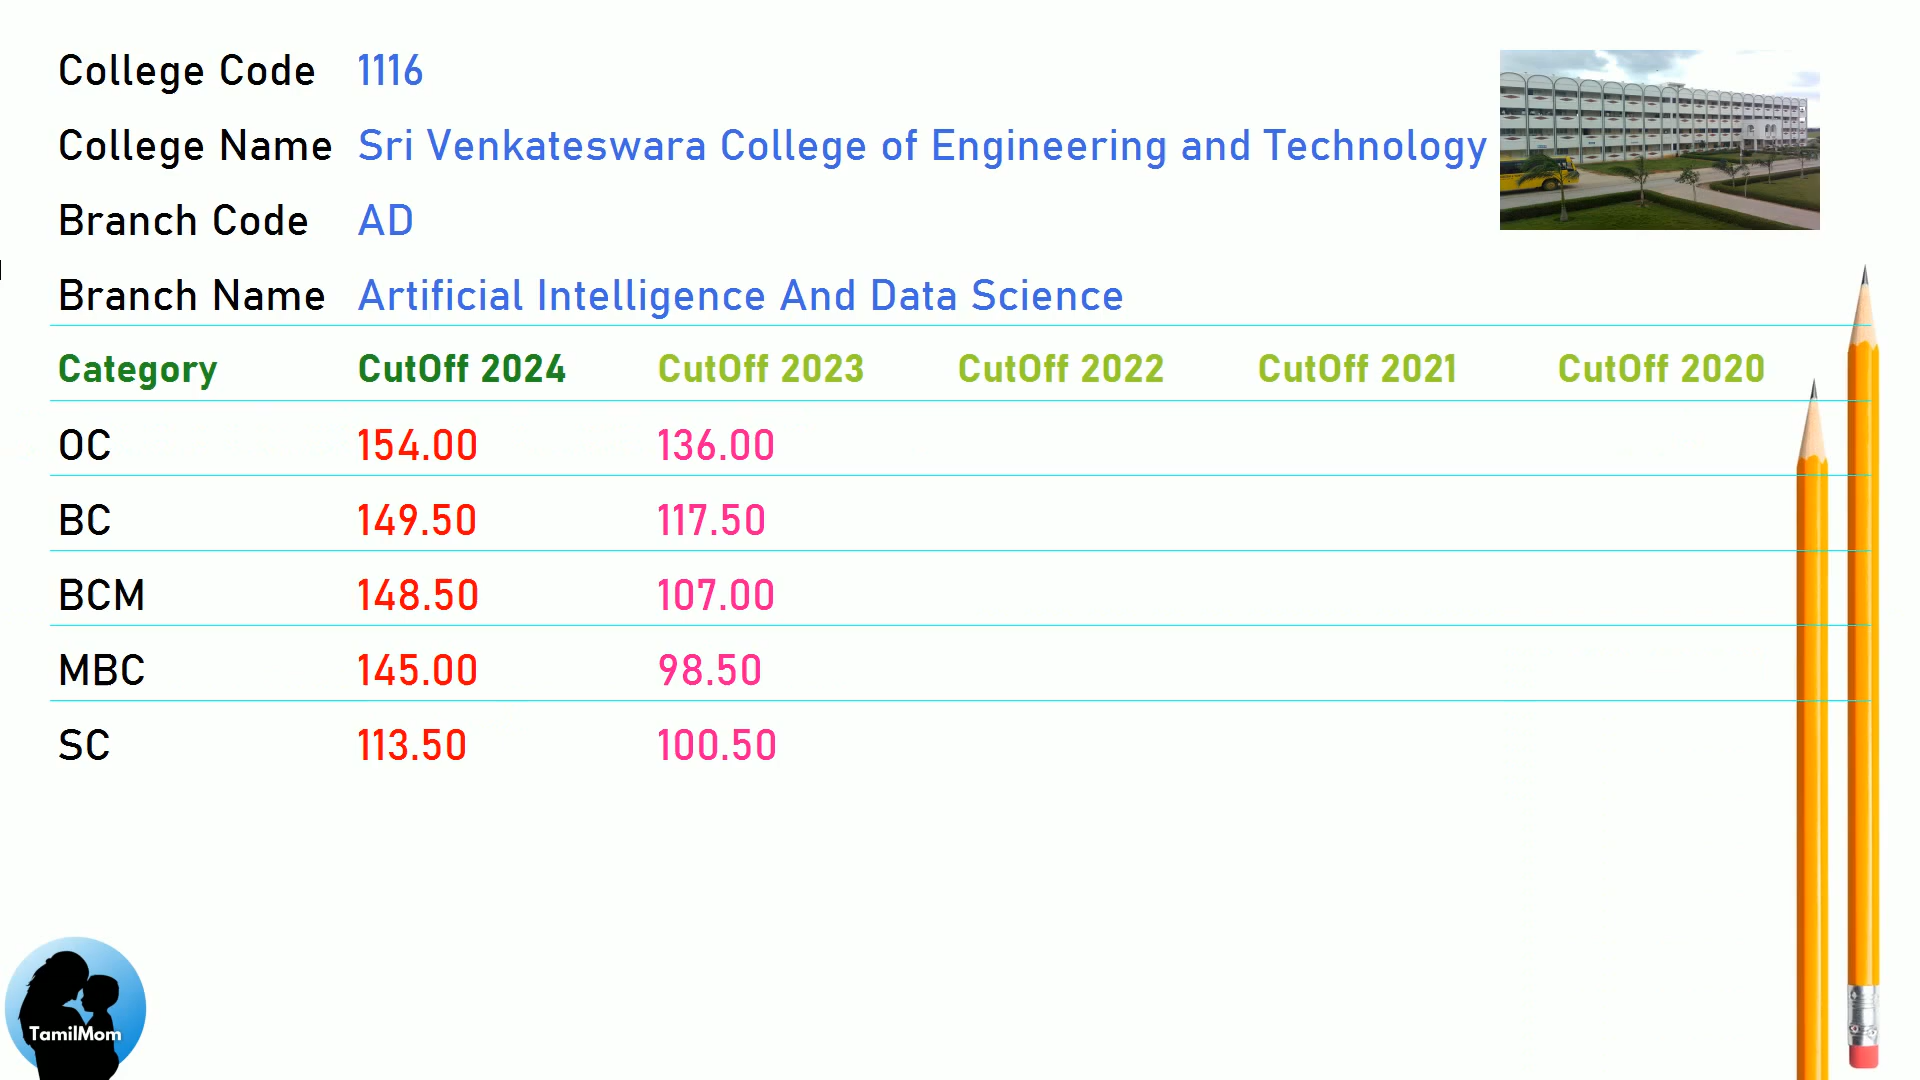 College Code 1116
College Name Sri Venkateswara College of Engineering and Technology
Branch Code AD
Branch Name Artificial Intelligence And Data Science
Category CutOff 2024 CutOff 2023 CutOff 2022 CutOff 2021 CutOff 2020
OC 154.00 136.00
BC 149.50 117.50
BCM 148.50 107.00
MBC 145.00 98.50
SC 113.50 100.50
TamilMom